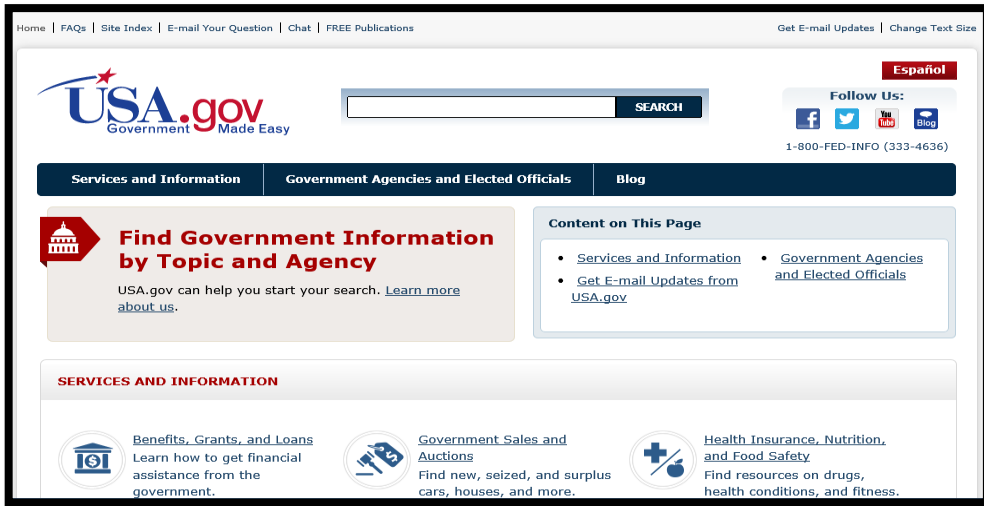 Home | FAQs | Site Index | E-mail Your Question | Chat | FREE Publications
Get E-mail Updates | Change Text Size
Español
USA.gov
Government Made Easy
SEARCH
Follow Us:
f
You Tube
Blog
1-800-FED-INFO (333-4636)
Services and Information
Government Agencies and Elected Officials
Blog
Find Government Information
by Topic and Agency
USA.gov can help you start your search. Learn more
about us.
Content on This Page
• Services and Information
• Get E-mail Updates from
USA.gov
• Government Agencies
and Elected Officials
SERVICES AND INFORMATION
$
Benefits, Grants, and Loans
Learn how to get financial
assistance from the
government.
$
Government Sales and
Auctions
Find new, seized, and surplus
cars, houses, and more.
Health Insurance, Nutrition,
and Food Safety
Find resources on drugs,
health conditions, and fitness.